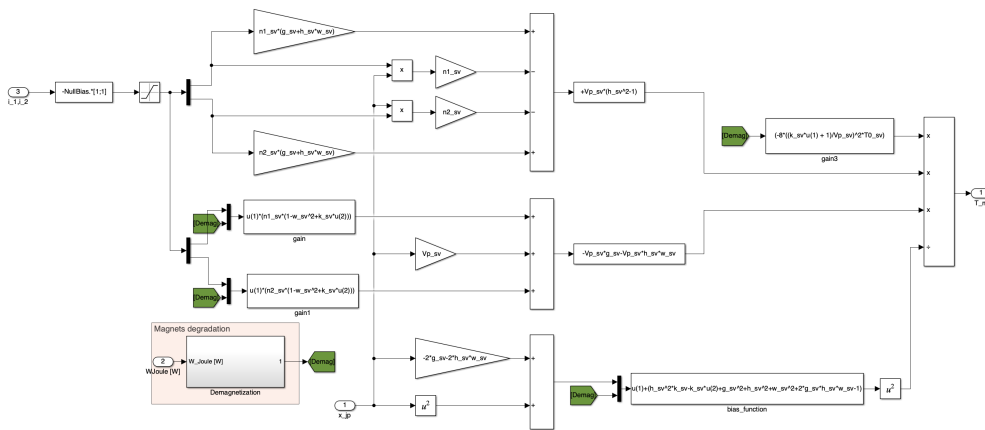 n1_sv*(g_sv+h_sv*w_sv)
+
3
i_1,i_2
-NullBias.*[1;1]
x
n1_sv
-
+Vp_sv*(h_sv^2-1)
x
n2_sv
-
n2_sv*(g_sv+h_sv*w_sv)
+
[Demag]
(-8*((k_sv*u(1) + 1)/Vp_sv)^2*T0_sv)
gain3
x
x
x
÷
1
[Demag]
u(1)*(n1_sv*(1-w_sv^2+k_sv*u(2)))
gain
+
Vp_sv
+
-Vp_sv*g_sv-Vp_sv*h_sv*w_sv
[Demag]
u(1)*(n2_sv*(1-w_sv^2+k_sv*u(2)))
gain1
+
Magnets degradation
2
WJoule [W]
W_Joule [W]
t
Demagnetization
[Demag]
-2*g_sv-2*h_sv*w_sv
+
[Demag]
u(1)+(h_sv^2*k_sv-k_sv*u(2)+g_sv^2+h_sv^2+w_sv^2+2*g_sv*h_sv*w_sv-1)
bias_function
u²
1
x_jp
u²
+